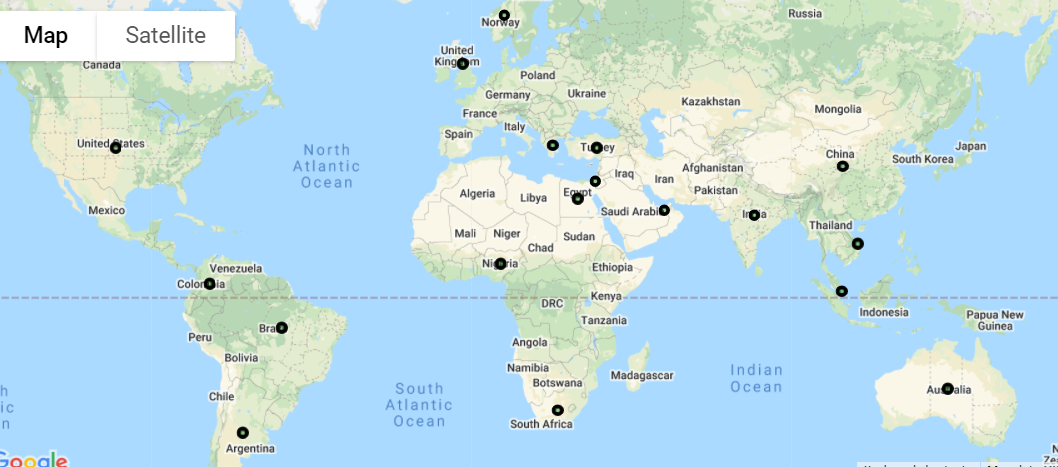 Map
Satellite
Norway
Russia
United
Kingdom
Canada
Poland
Germany
Ukraine
Kazakhstan
Mongolia
France
Italy
Spain
United States
Turkey
China
Japan
South Korea
North
Atlantic
Ocean
Iraq
Iran
Afghanistan
Pakistan
Algeria
Libya
Egypt
Mexico
Saudi Arabia
India
Thailand
Mali
Niger
Chad
Sudan
Nigeria
Ethiopia
Venezuela
Colombia
DRC
Kenya
Indonesia
Papua New
Guinea
Tanzania
Brazil
Peru
Angola
Bolivia
Namibia
Botswana
Madagascar
Indian
Ocean
Chile
South
Atlantic
Ocean
Australia
South Africa
Argentina
Google